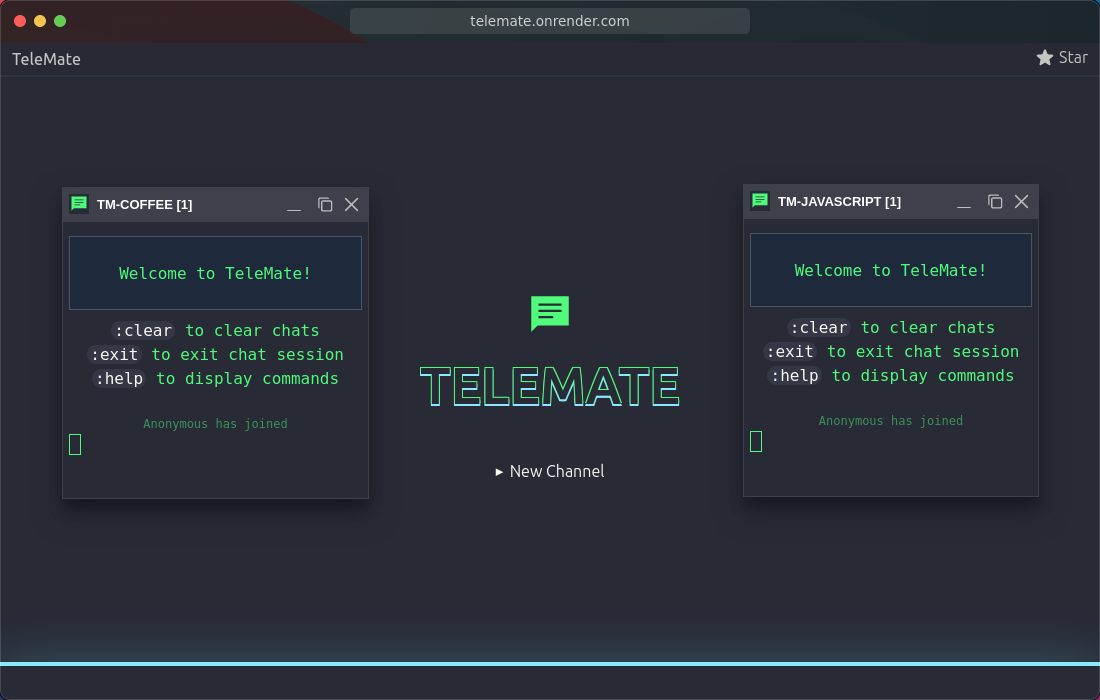 telemate.onrender.com
TeleMate
Star
TM-COFFEE [1]
Welcome to TeleMate!
:clear to clear chats
:exit to exit chat session
:help to display commands
Anonymous has joined
TELEMATE
▸ New Channel
TM-JAVASCRIPT [1]
Welcome to TeleMate!
:clear to clear chats
:exit to exit chat session
:help to display commands
Anonymous has joined